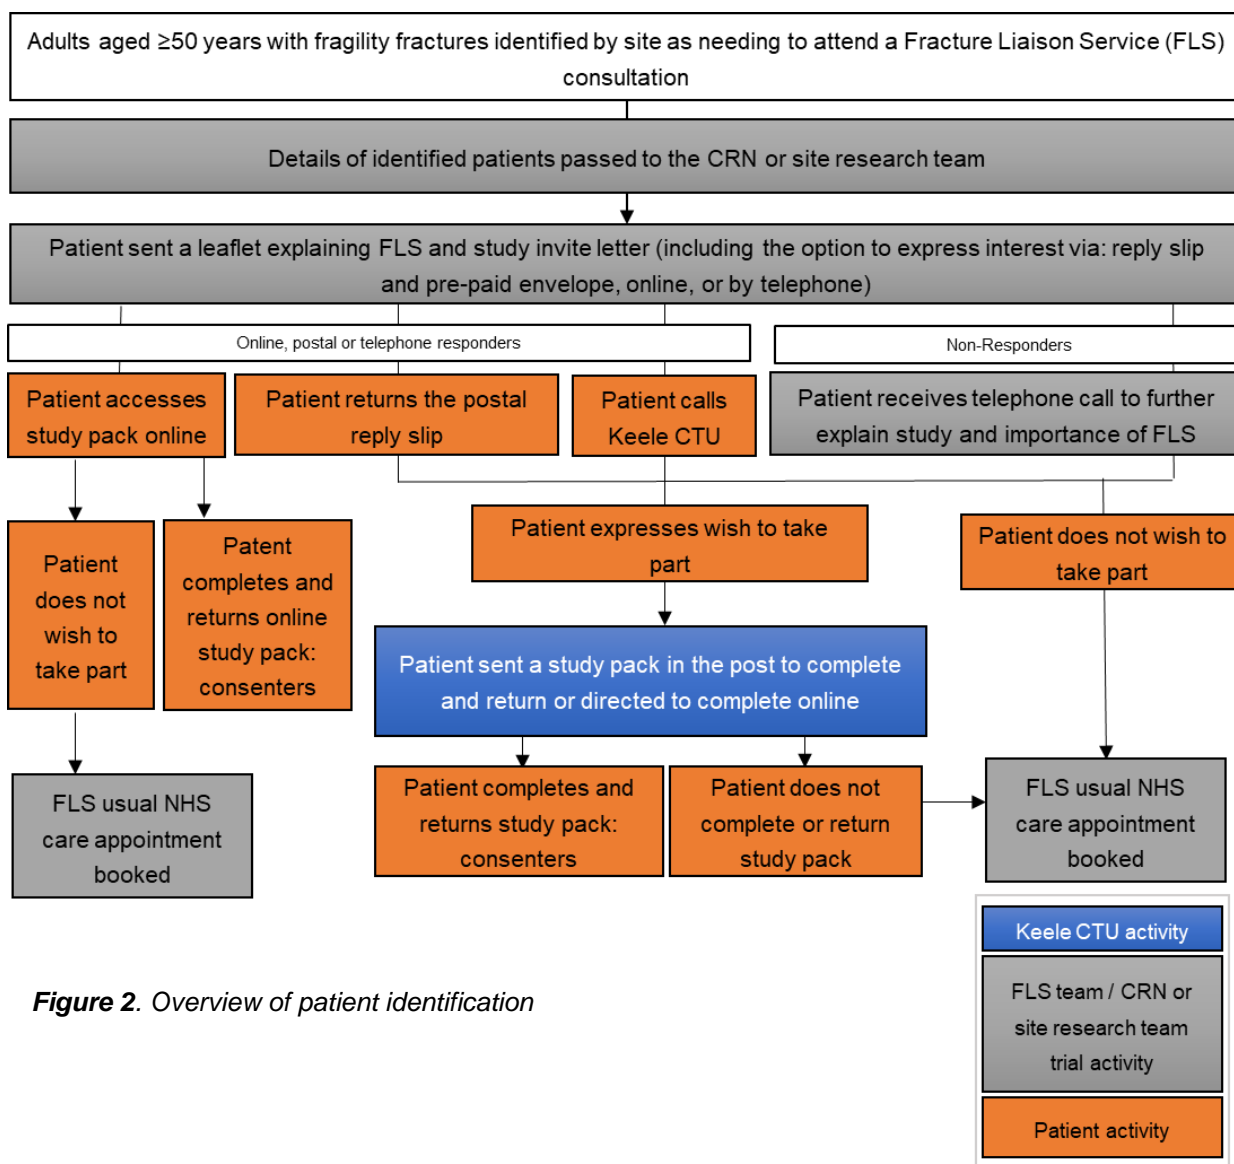 Adults aged ≥50 years with fragility fractures identified by site as needing to attend a Fracture Liaison Service (FLS)
consultation
Details of identified patients passed to the CRN or site research team
Patient sent a leaflet explaining FLS and study invite letter (including the option to express interest via: reply slip
and pre-paid envelope, online, or by telephone)
Online, postal or telephone responders
Non-Responders
Patient accesses
study pack online
Patient returns the postal
reply slip
Patient calls
Keele CTU
Patient receives telephone call to further
explain study and importance of FLS
Patient
does not
wish to
take part
Patent
completes and
returns online
study pack:
consenters
Patient expresses wish to take
part
Patient does not wish to
take part
Patient sent a study pack in the post to complete
and return or directed to complete online
FLS usual NHS
care appointment
booked
Patient completes and
returns study pack:
consenters
Patient does not
complete or return
study pack
FLS usual NHS
care appointment
booked
Keele CTU activity
FLS team / CRN or
site research team
trial activity
Patient activity
Figure 2. Overview of patient identification